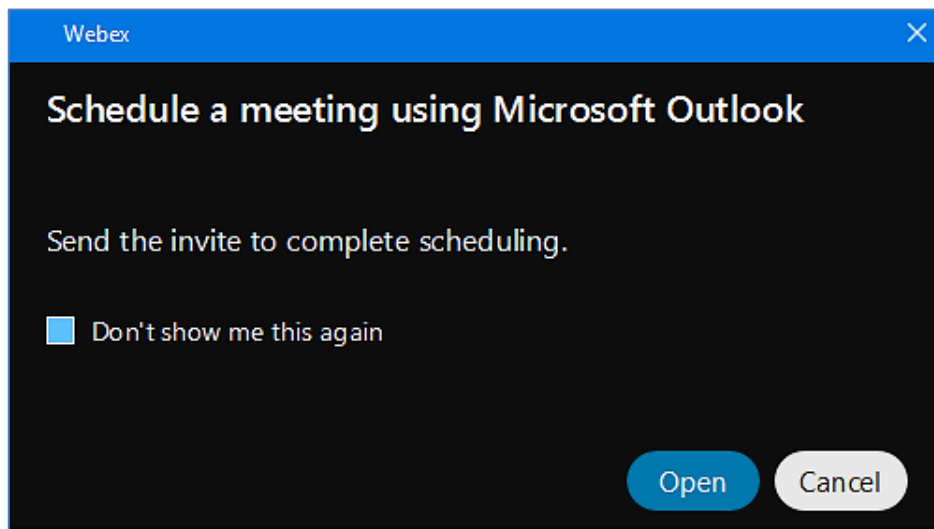 Webex
Schedule a meeting using Microsoft Outlook
Send the invite to complete scheduling.
Don't show me this again
Open
Cancel